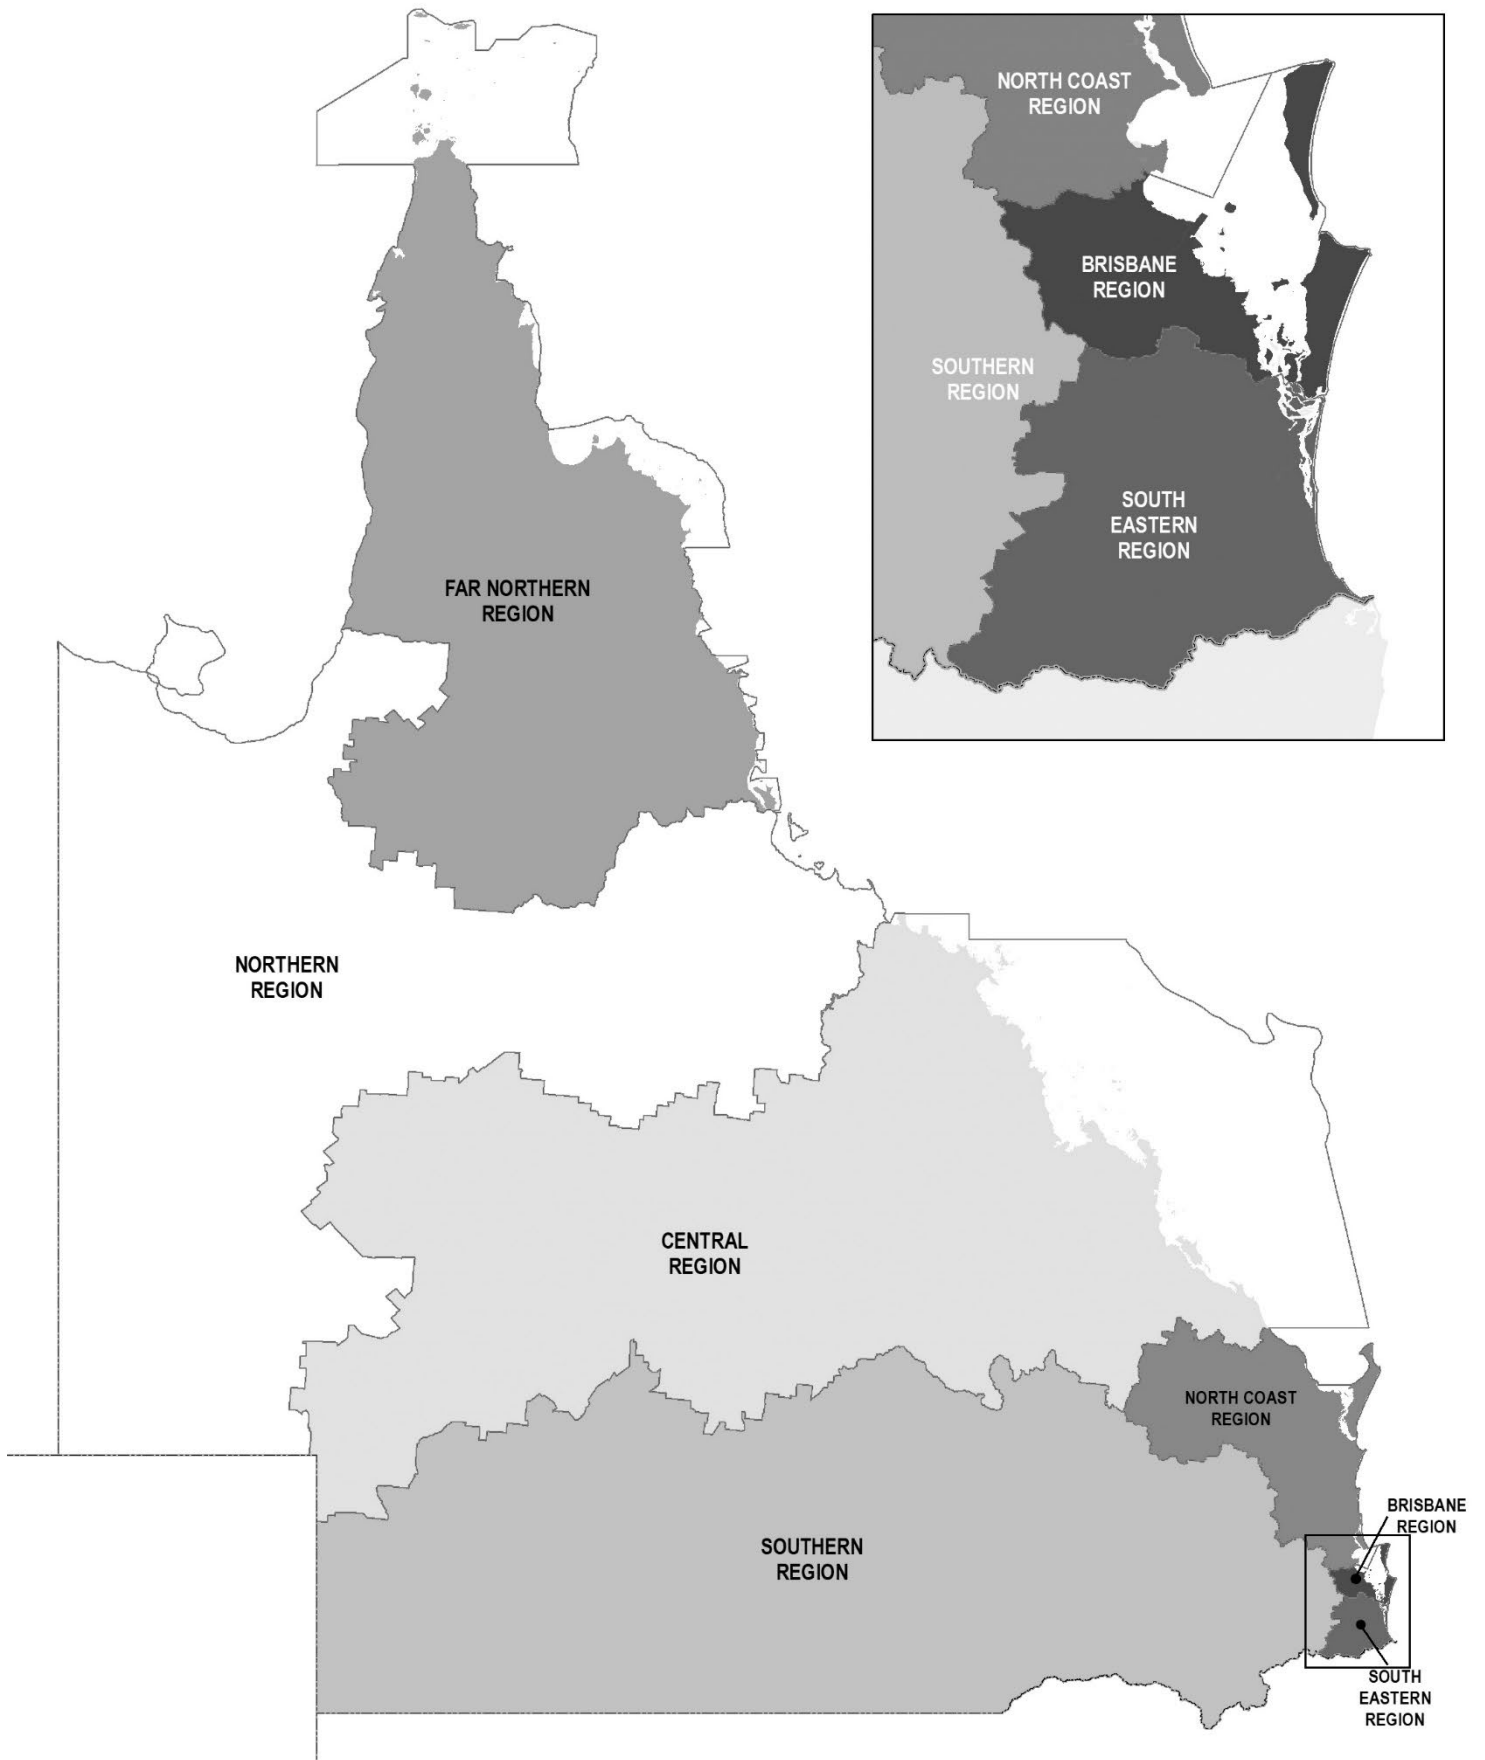 NORTH COAST
REGION
BRISBANE
REGION
SOUTHERN
REGION
SOUTH
EASTERN
REGION
FAR NORTHERN
REGION
NORTHERN
REGION
CENTRAL
REGION
NORTH COAST
REGION
BRISBANE
REGION
SOUTHERN
REGION
SOUTH
EASTERN
REGION